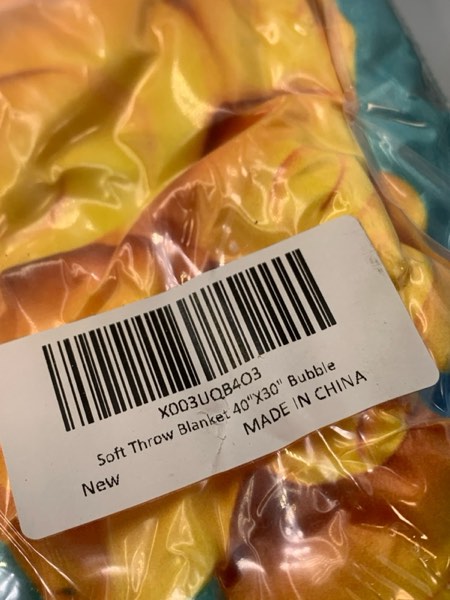 X003UQB4O3
Soft Throw Blanket 40"X30" Bubble
New
MADE IN CHINA